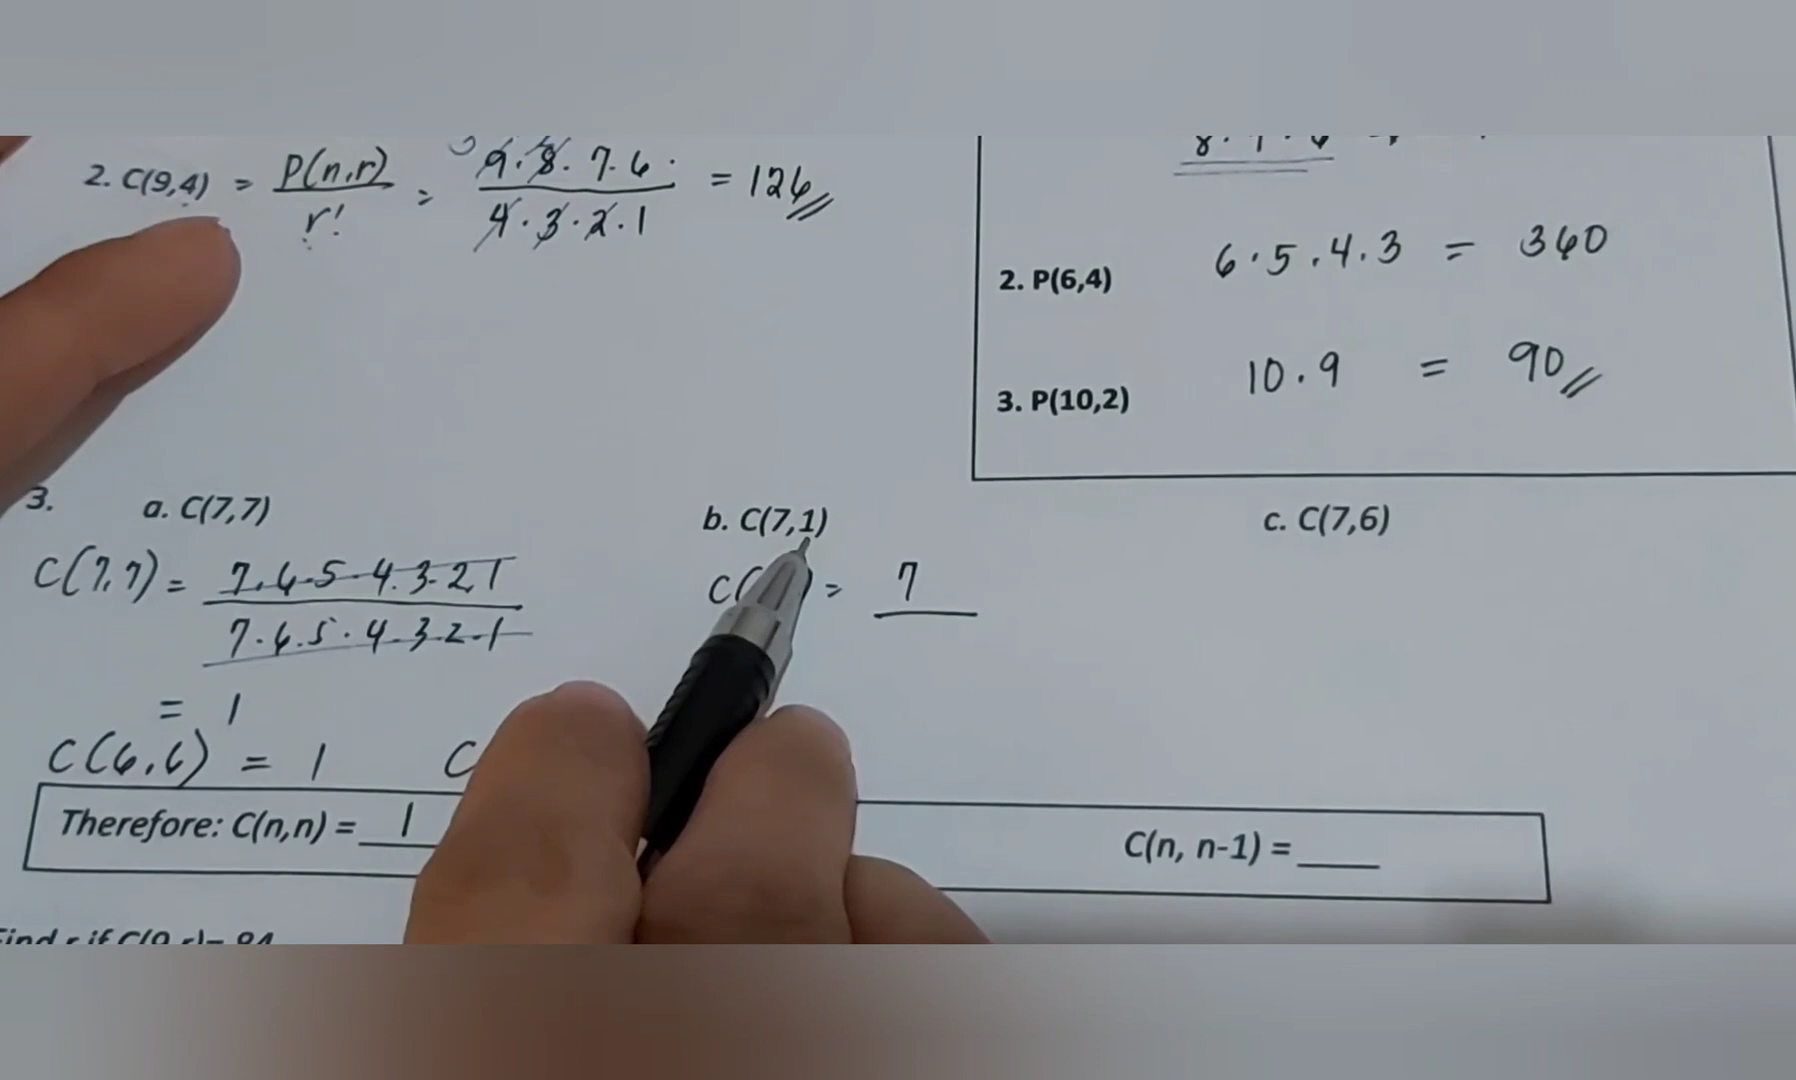 2. C(9,4) = P(n,r) / r! = 9.8.7.6. / 4.3.2.1 = 126
2. P(6,4) 6.5.4.3 = 360
3. P(10,2) 10.9 = 90
3. a. C(7,7) b. C(7,1) c. C(7,6)
C(7,7) = 7.6.5.4.3.2.1 / 7.6.5.4.3.2.1
= 1
C( ) = 7
C(6,6) = 1 C
Therefore: C(n,n) = 1 C(n, n-1) = ____